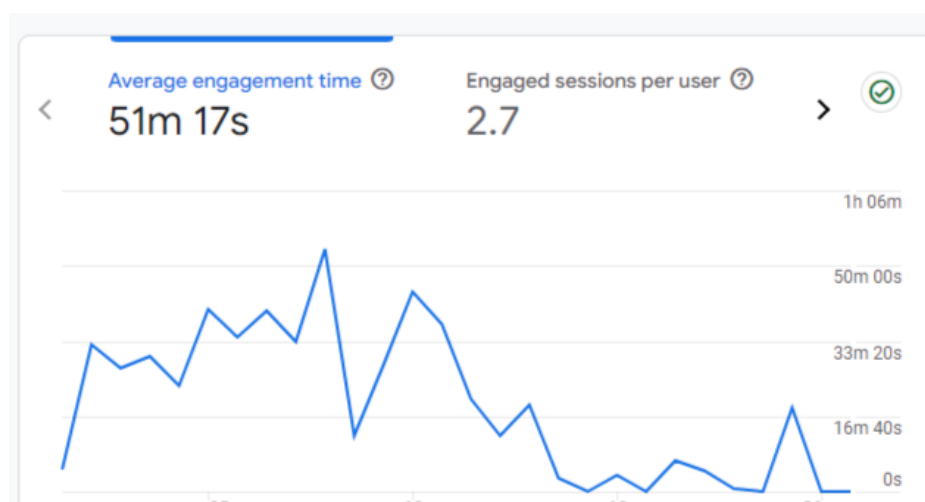 Average engagement time
51m 17s
Engaged sessions per user
2.7
1h 06m
50m 00s
33m 20s
16m 40s
0s